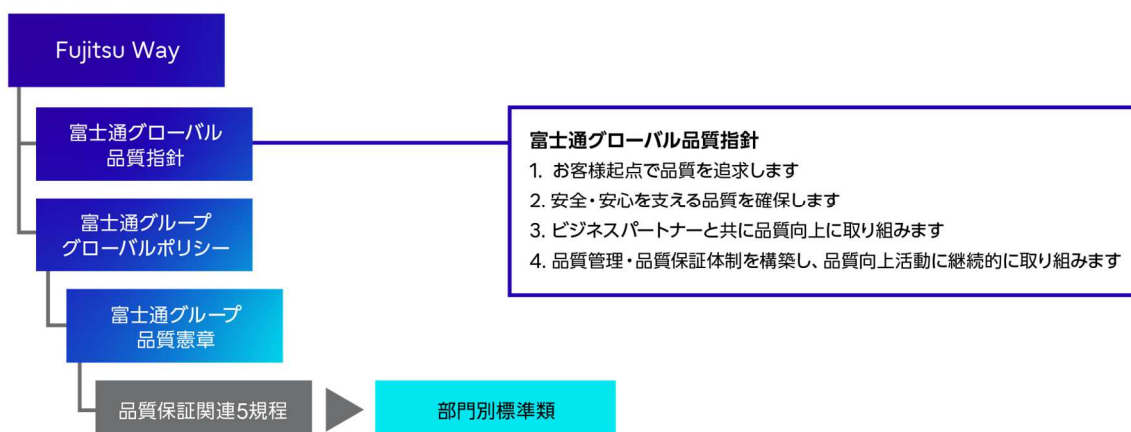 Fujitsu Way
富士通グローバル
品質指針
富士通グループ
グローバルポリシー
富士通グループ
品質憲章
品質保証関連5規程
部門別標準類
富士通グローバル品質指針
1. お客様起点で品質を追求します
2. 安全・安心を支える品質を確保します
3. ビジネスパートナーと共に品質向上に取り組みます
4. 品質管理・品質保証体制を構築し、品質向上活動に継続的に取り組みます